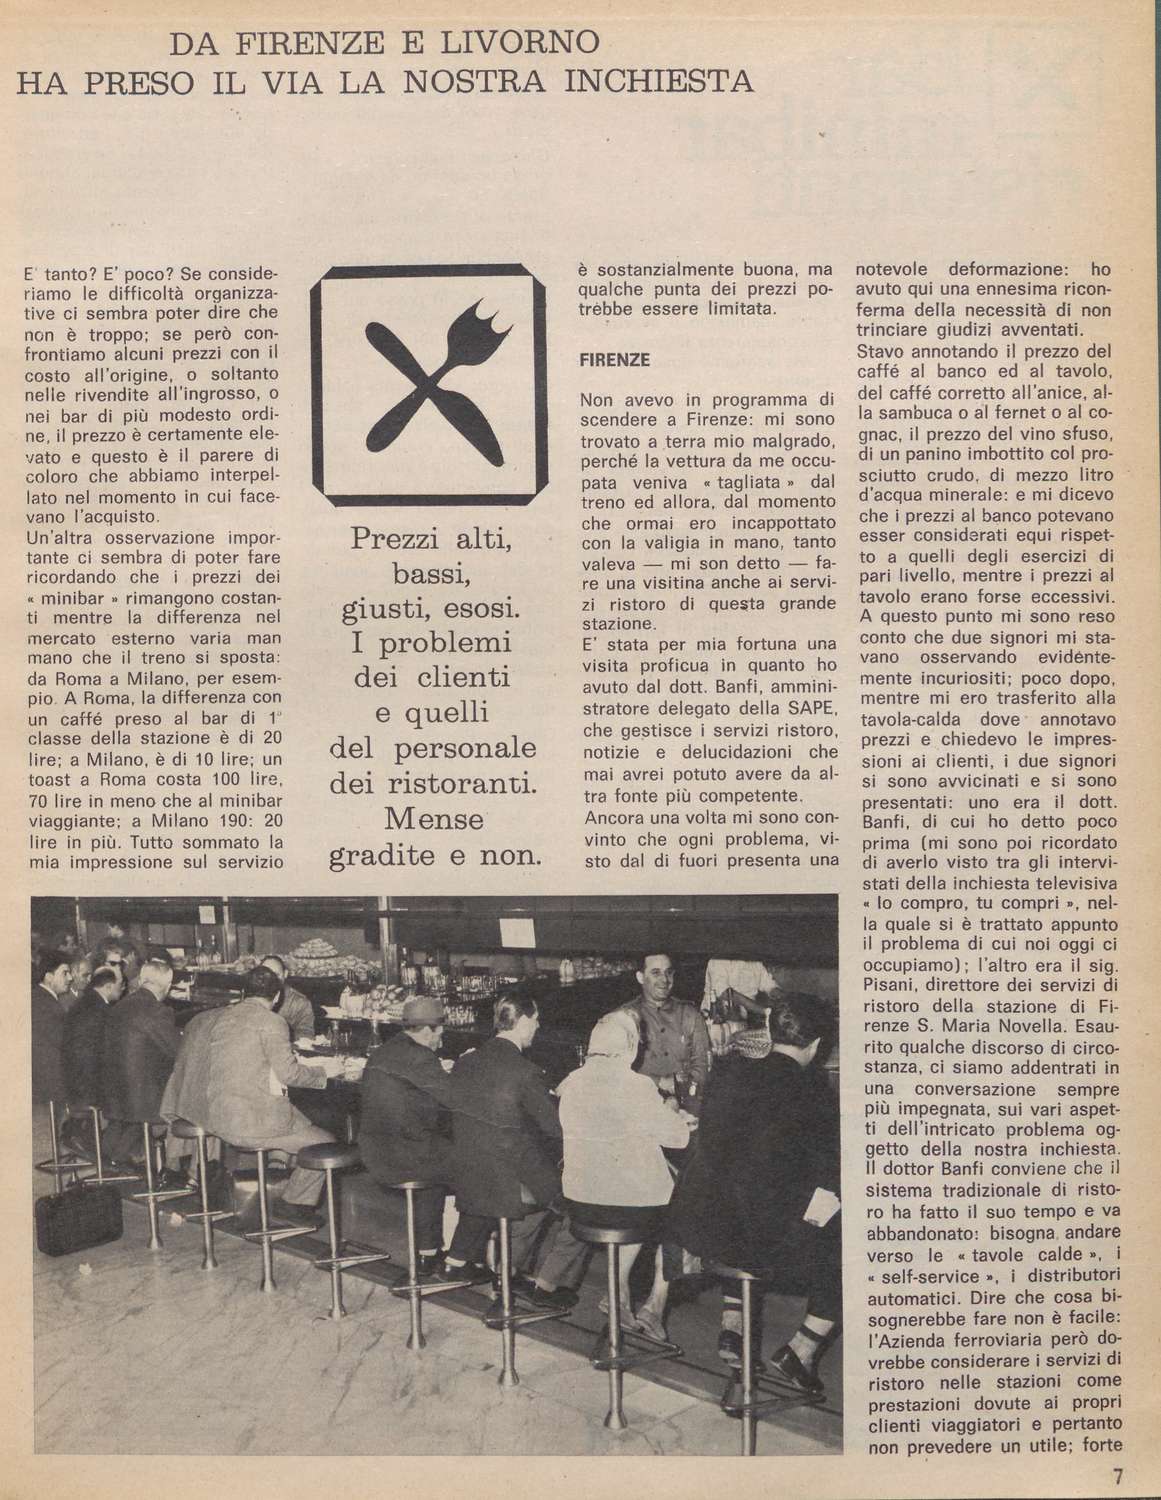 DA FIRENZE E LIVORNO
HA PRESO IL VIA LA NOSTRA INCHIESTA
E' tanto? E' poco? Se conside-
riamo le difficoltà organizza-
tive ci sembra poter dire che
non è troppo; se però con-
frontiamo alcuni prezzi con il
costo all'origine, o soltanto
nelle rivendite all'ingrosso, o
nei bar di più modesto ordi-
ne, il prezzo è certamente ele-
vato e questo è il parere di
coloro che abbiamo interpel-
lato nel momento in cui face-
vano l'acquisto.
Un'altra osservazione impor-
tante ci sembra di poter fare
ricordando che i prezzi dei
« minibar » rimangono costan-
ti mentre la differenza nel
mercato esterno varia man
mano che il treno si sposta:
da Roma a Milano, per esem-
pio. A Roma, la differenza con
un caffé preso al bar di 1ª
classe della stazione è di 20
lire; a Milano, è di 10 lire; un
toast a Roma costa 100 lire,
70 lire in meno che al minibar
viaggiante; a Milano 190: 20
lire in più. Tutto sommato la
mia impressione sul servizio
Prezzi alti,
bassi,
giusti, esosi.
I problemi
dei clienti
e quelli
del personale
dei ristoranti.
Mense
gradite e non.
è sostanzialmente buona, ma
qualche punta dei prezzi po-
trebbe essere limitata.
FIRENZE
Non avevo in programma di
scendere a Firenze: mi sono
trovato a terra mio malgrado,
perché la vettura da me occu-
pata veniva « tagliata » dal
treno ed allora, dal momento
che ormai ero incappottato
con la valigia in mano, tanto
valeva — mi son detto — fa-
re una visitina anche ai servi-
zi ristoro di questa grande
stazione.
E' stata per mia fortuna una
visita proficua in quanto ho
avuto dal dott. Banfi, ammini-
stratore delegato della SAPE,
che gestisce i servizi ristoro,
notizie e delucidazioni che
mai avrei potuto avere da al-
tra fonte più competente.
Ancora una volta mi sono con-
vinto che ogni problema, vi-
sto dal di fuori presenta una
notevole deformazione: ho
avuto qui una ennesima ricon-
ferma della necessità di non
trinciare giudizi avventati.
Stavo annotando il prezzo del
caffé al banco ed al tavolo,
del caffé corretto all'anice, al-
la sambuca o al fernet o al co-
gnac, il prezzo del vino sfuso,
di un panino imbottito col pro-
sciutto crudo, di mezzo litro
d'acqua minerale: e mi dicevo
che i prezzi al banco potevano
esser considerati equi rispet-
to a quelli degli esercizi di
pari livello, mentre i prezzi al
tavolo erano forse eccessivi.
A questo punto mi sono reso
conto che due signori mi sta-
vano osservando evidente-
mente incuriositi; poco dopo,
mentre mi ero trasferito alla
tavola-calda dove annotavo
prezzi e chiedevo le impres-
sioni ai clienti, i due signori
si sono avvicinati e si sono
presentati: uno era il dott.
Banfi, di cui ho detto poco
prima (mi sono poi ricordato
di averlo visto tra gli intervi-
stati della inchiesta televisiva
« Io compro, tu compri », nel-
la quale si è trattato appunto
il problema di cui noi oggi ci
occupiamo); l'altro era il sig.
Pisani, direttore dei servizi di
ristoro della stazione di Fi-
renze S. Maria Novella. Esau-
rito qualche discorso di circo-
stanza, ci siamo addentrati in
una conversazione sempre
più impegnata, sui vari aspet-
ti dell'intricato problema og-
getto della nostra inchiesta.
Il dottor Banfi conviene che il
sistema tradizionale di risto-
ro ha fatto il suo tempo e va
abbandonato: bisogna andare
verso le « tavole calde », i
« self-service », i distributori
automatici. Dire che cosa bi-
sognerebbe fare non è facile:
l'Azienda ferroviaria però do-
vrebbe considerare i servizi di
ristoro nelle stazioni come
prestazioni dovute ai propri
clienti viaggiatori e pertanto
non prevedere un utile; forte
7